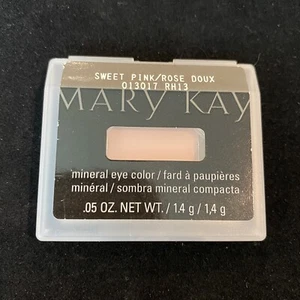 SWEET PINK/ROSE DOUX
013017 RH13
MARY KAY
mineral eye color / fard à paupières
minéral / sombra mineral compacta
.05 OZ. NET WT. / 1.4 g / 1,4 g